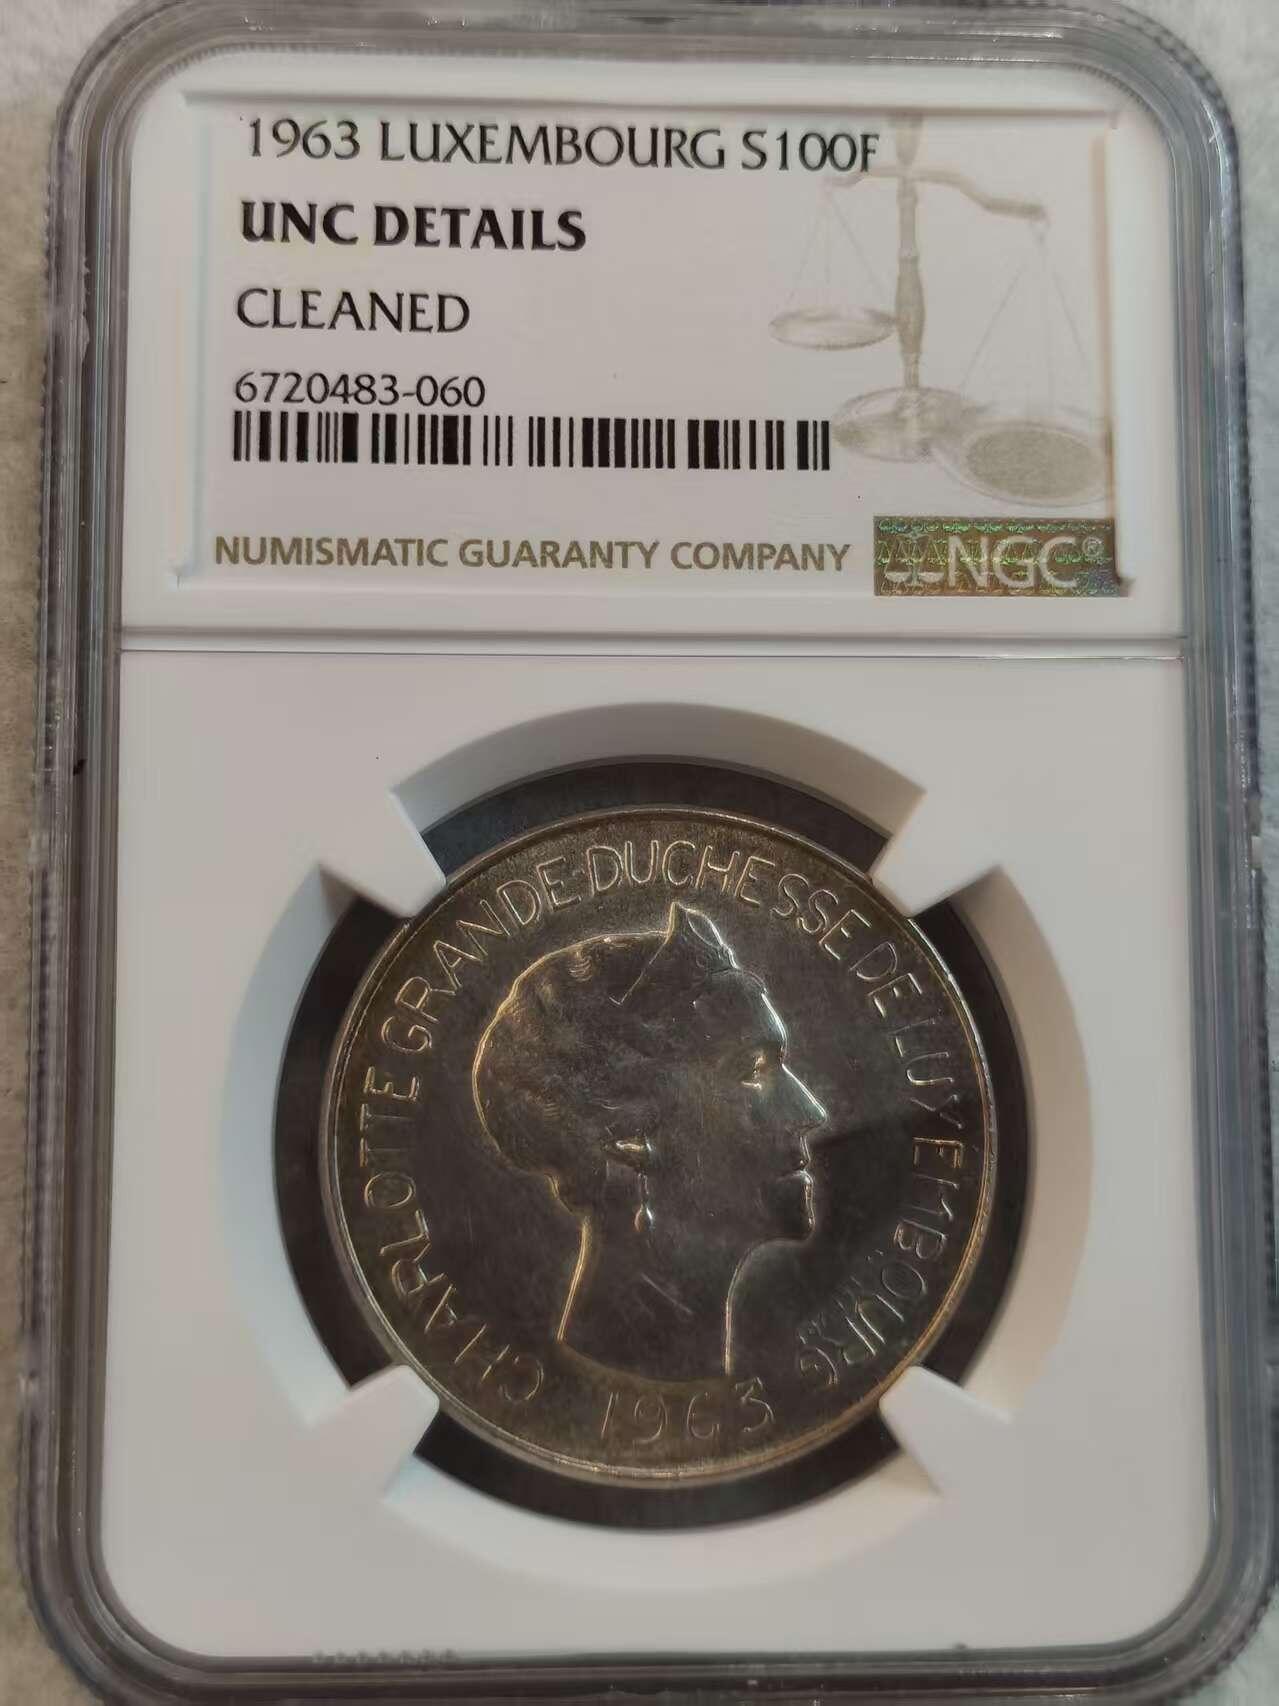 1963 LUXEMBOURG S100F
UNC DETAILS
CLEANED
6720483-060
NUMISMATIC GUARANTY COMPANY NGC®
CHARLOTTE GRANDE-DUCHESSE DE LUXEMBOURG
1963